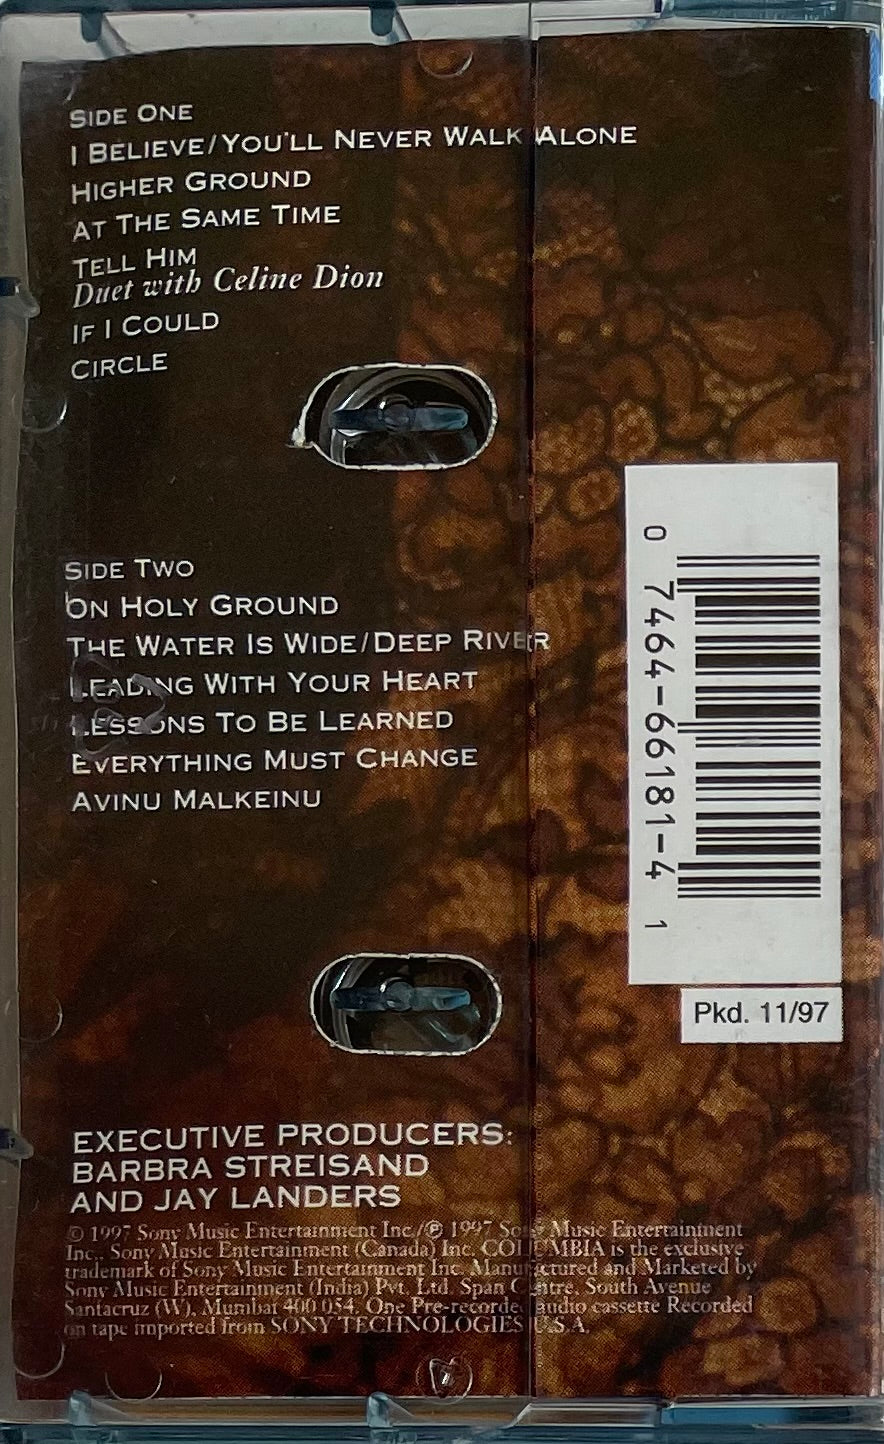 SIDE ONE
I BELIEVE/YOU'LL NEVER WALK ALONE
HIGHER GROUND
AT THE SAME TIME
TELL HIM
Duet with Celine Dion
IF I COULD
CIRCLE
SIDE TWO
ON HOLY GROUND
THE WATER IS WIDE/DEEP RIVER
LEADING WITH YOUR HEART
LESSONS TO BE LEARNED
EVERYTHING MUST CHANGE
AVINU MALKEINU
0 7464-66181-4 1
Pkd. 11/97
EXECUTIVE PRODUCERS:
BARBRA STREISAND
AND JAY LANDERS
© 1997 Sony Music Entertainment Inc./℗ 1997 Sony Music Entertainment
Inc., Sony Music Entertainment (Canada) Inc. COLUMBIA is the exclusive
trademark of Sony Music Entertainment Inc. Manufactured and Marketed by
Sony Music Entertainment (India) Pvt. Ltd. Span Centre, South Avenue
Santacruz (W), Mumbai 400 054. One Pre-recorded audio cassette Recorded
on tape imported from SONY TECHNOLOGIES U.S.A.